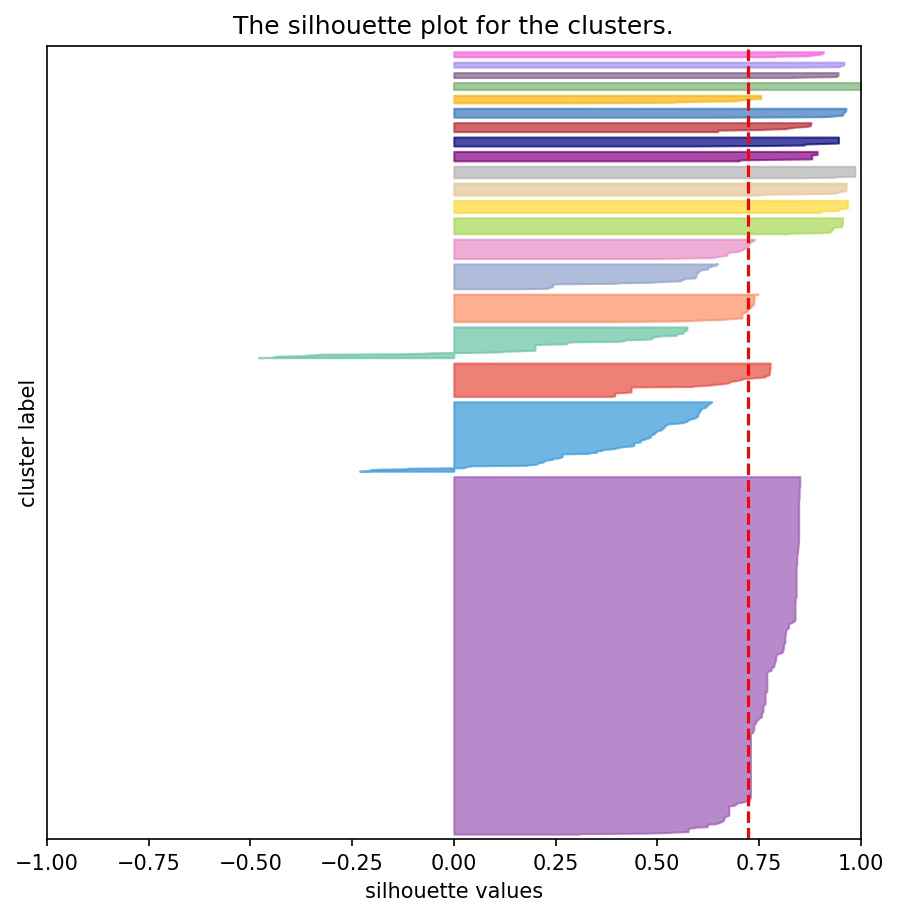 The silhouette plot for the clusters.
cluster label
−1.00 −0.75 −0.50 −0.25 0.00 0.25 0.50 0.75 1.00
silhouette values